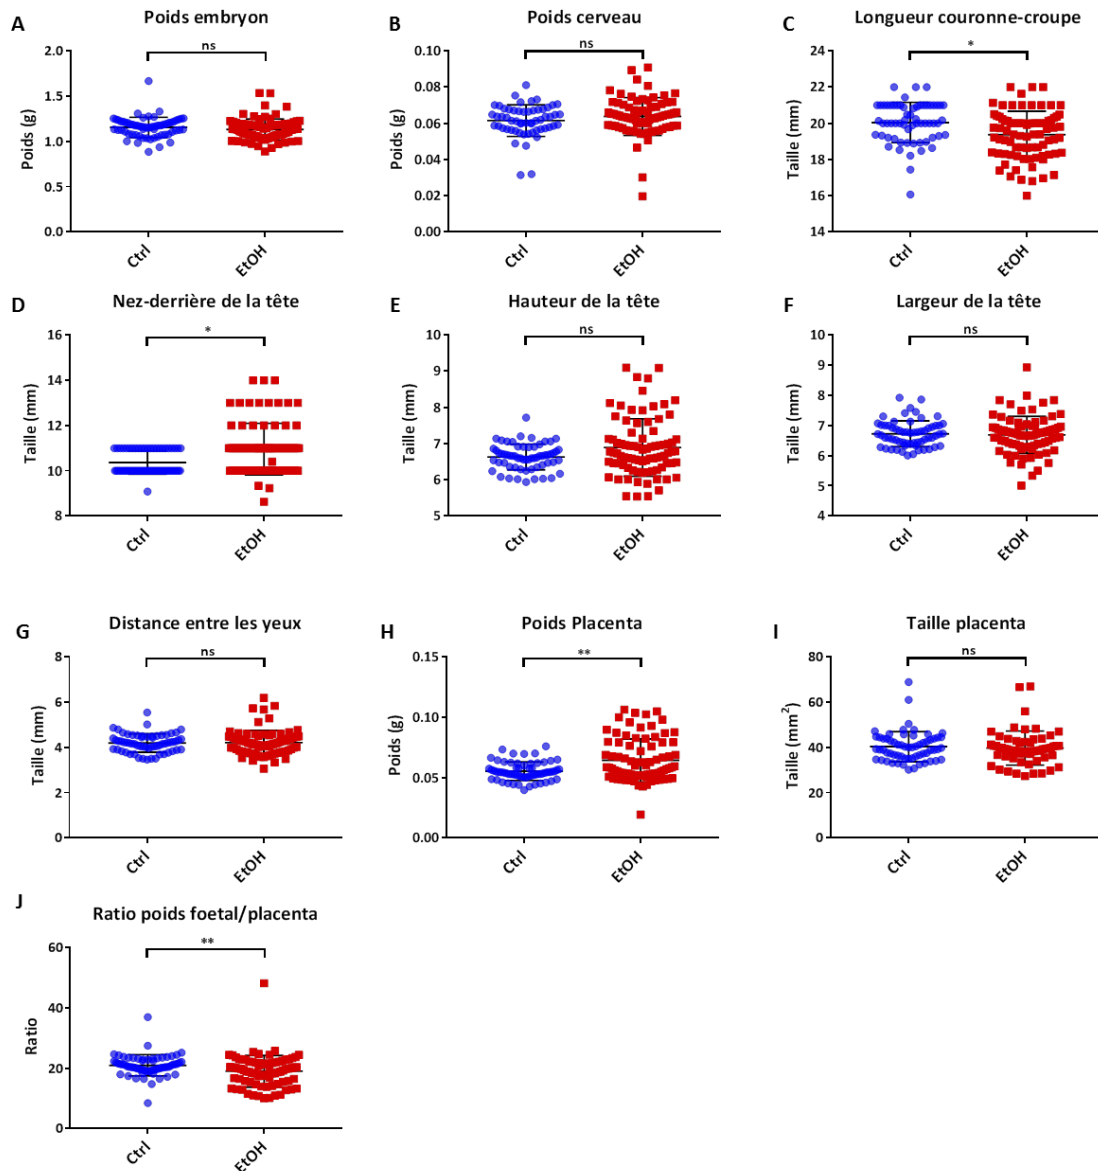 A Poids embryon
ns
Poids (g)
2.0
1.5
1.0
0.5
0.0
Ctrl
EtOH
B Poids cerveau
ns
Poids (g)
0.10
0.08
0.06
0.04
0.02
0.00
Ctrl
EtOH
C Longueur couronne-croupe
*
Taille (mm)
24
22
20
18
16
14
Ctrl
EtOH
D Nez-derrière de la tête
*
Taille (mm)
16
14
12
10
8
Ctrl
EtOH
E Hauteur de la tête
ns
Taille (mm)
10
9
8
7
6
5
Ctrl
EtOH
F Largeur de la tête
ns
Taille (mm)
10
9
8
7
6
5
4
Ctrl
EtOH
G Distance entre les yeux
ns
Taille (mm)
8
6
4
2
0
Ctrl
EtOH
H Poids Placenta
**
Poids (g)
0.15
0.10
0.05
0.00
Ctrl
EtOH
I Taille placenta
ns
Taille (mm²)
80
60
40
20
0
Ctrl
EtOH
J Ratio poids foetal/placenta
**
Ratio
60
40
20
0
Ctrl
EtOH